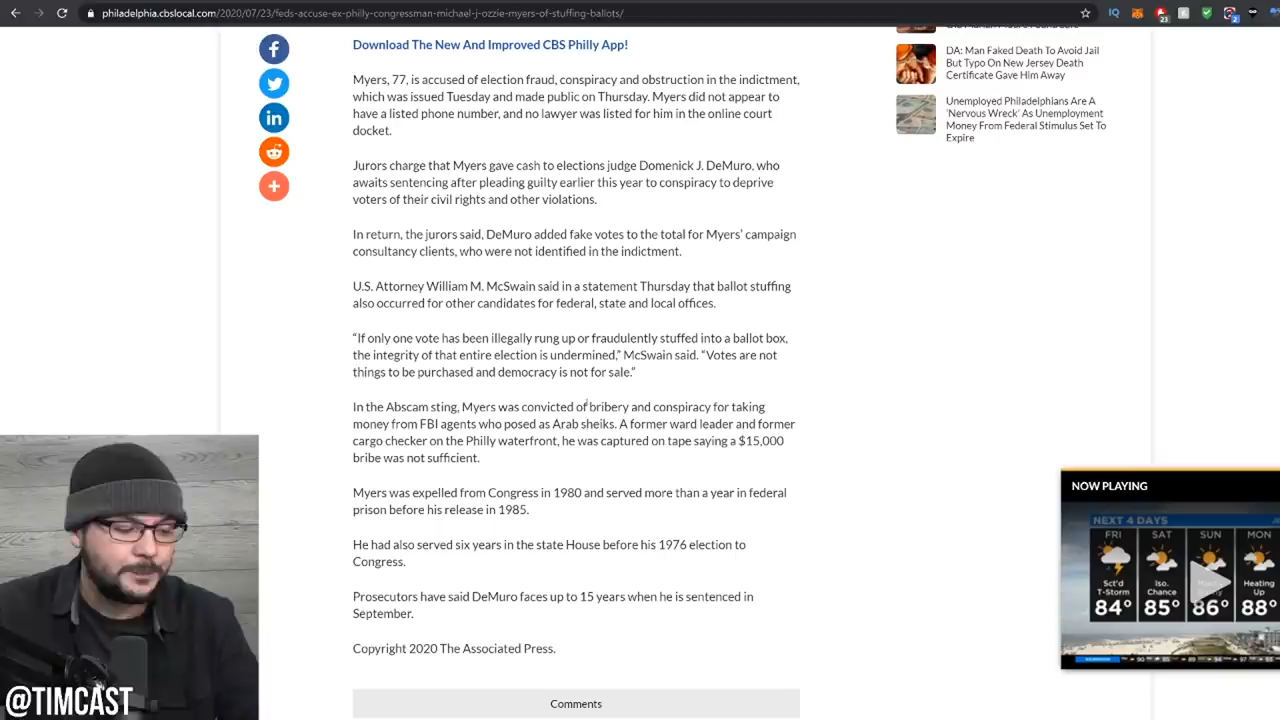 philadelphia.cbslocal.com/2020/07/23/feds-accuse-ex-philly-congressman-michael-j-ozzie-myers-of-stuffing-ballots/
23
2
Download The New And Improved CBS Philly App!
Myers, 77, is accused of election fraud, conspiracy and obstruction in the indictment,
which was issued Tuesday and made public on Thursday. Myers did not appear to
have a listed phone number, and no lawyer was listed for him in the online court
docket.
Jurors charge that Myers gave cash to elections judge Domenick J. DeMuro, who
awaits sentencing after pleading guilty earlier this year to conspiracy to deprive
voters of their civil rights and other violations.
In return, the jurors said, DeMuro added fake votes to the total for Myers’ campaign
consultancy clients, who were not identified in the indictment.
U.S. Attorney William M. McSwain said in a statement Thursday that ballot stuffing
also occurred for other candidates for federal, state and local offices.
“If only one vote has been illegally rung up or fraudulently stuffed into a ballot box,
the integrity of that entire election is undermined,” McSwain said. “Votes are not
things to be purchased and democracy is not for sale.”
In the Abscam sting, Myers was convicted of bribery and conspiracy for taking
money from FBI agents who posed as Arab sheiks. A former ward leader and former
cargo checker on the Philly waterfront, he was captured on tape saying a $15,000
bribe was not sufficient.
Myers was expelled from Congress in 1980 and served more than a year in federal
prison before his release in 1985.
He had also served six years in the state House before his 1976 election to
Congress.
Prosecutors have said DeMuro faces up to 15 years when he is sentenced in
September.
Copyright 2020 The Associated Press.
Comments
DA: Man Faked Death To Avoid Jail
But Typo On New Jersey Death
Certificate Gave Him Away
Unemployed Philadelphians Are A
'Nervous Wreck' As Unemployment
Money From Federal Stimulus Set To
Expire
NOW PLAYING
NEXT 4 DAYS
FRI SAT SUN MON
Sct'd
T-Storm
Iso.
Chance
Heating
Up
84° 85° 86° 88°
@TIMCAST